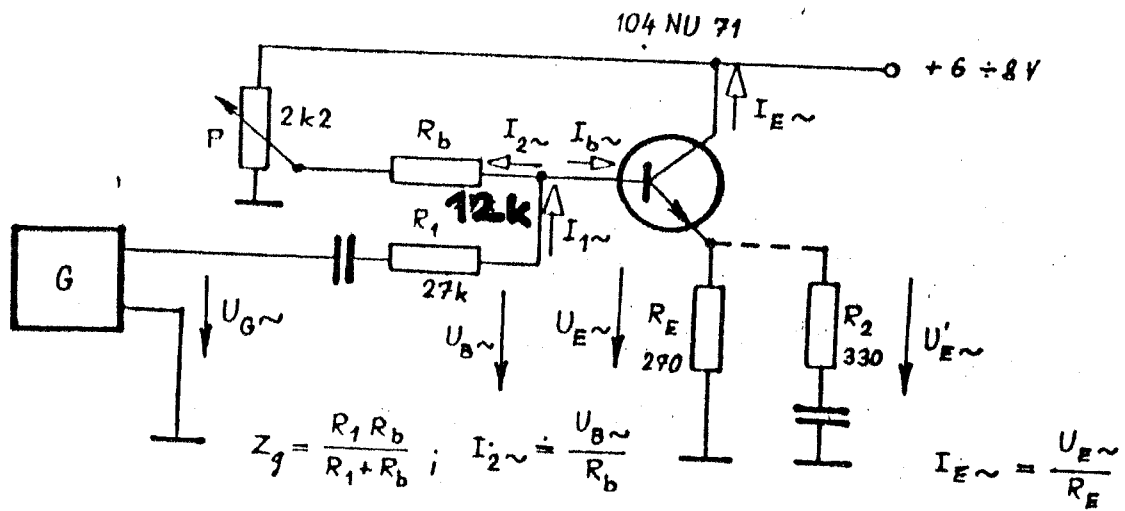 104 NU 71
+ 6 ÷ 8 V
I_E~
P 2k2
R_b
I_2~ I_b~
12k
R_1
I_1~
G
27k
U_G~
U_B~
U_E~
R_E
270
R_2
330
U'_E~
Z_g = R_1 R_b / R_1 + R_b ; I_2~ ≐ U_B~ / R_b
I_E~ = U_E~ / R_E